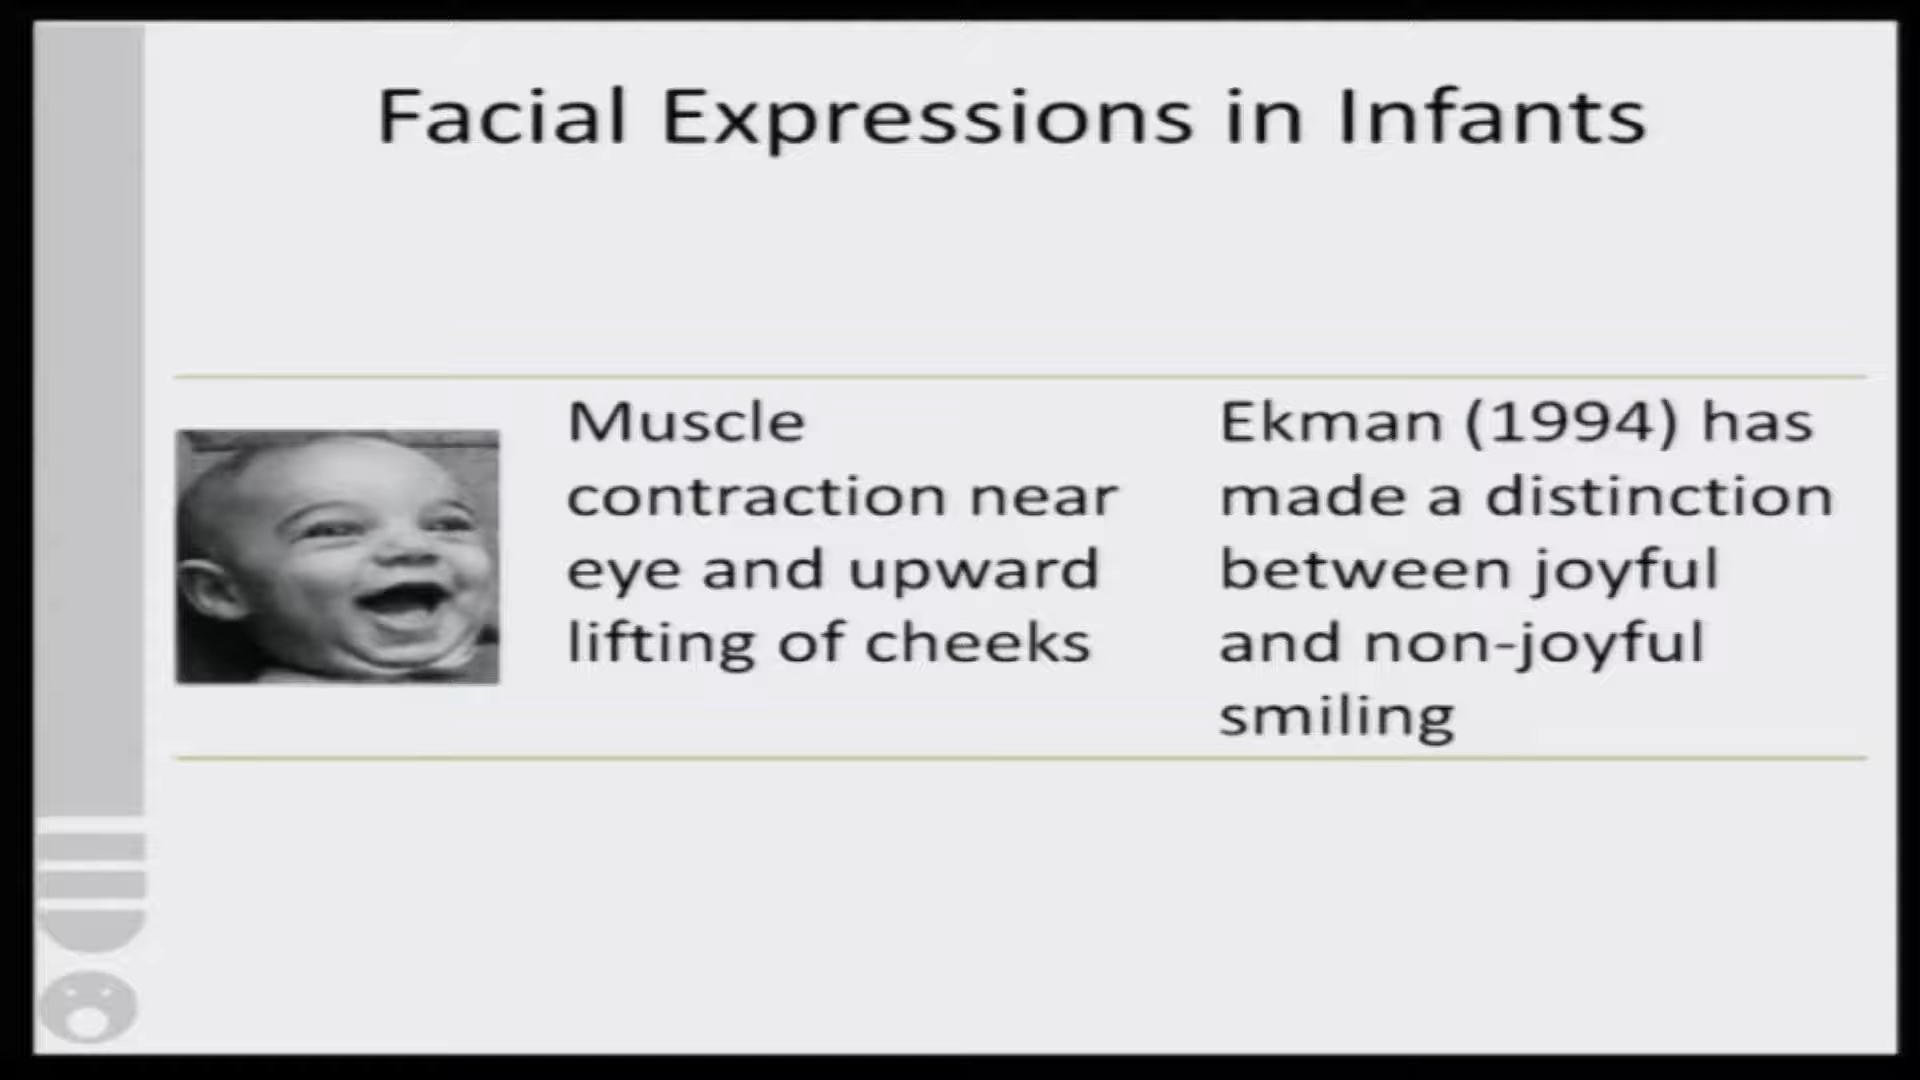 Facial Expressions in Infants
Muscle
contraction near
eye and upward
lifting of cheeks
Ekman (1994) has
made a distinction
between joyful
and non-joyful
smiling